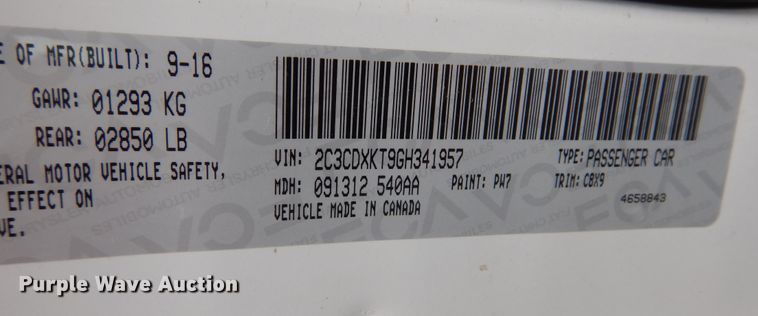 E OF MFR(BUILT): 9-16
GAWR: 01293 KG
REAR: 02850 LB
ERAL MOTOR VEHICLE SAFETY,
EFFECT ON
VE.
VIN: 2C3CDXKT9GH341957 TYPE: PASSENGER CAR
MDH: 091312 540AA PAINT: PW7 TRIM: C8X9
VEHICLE MADE IN CANADA 4658843
Purple Wave Auction